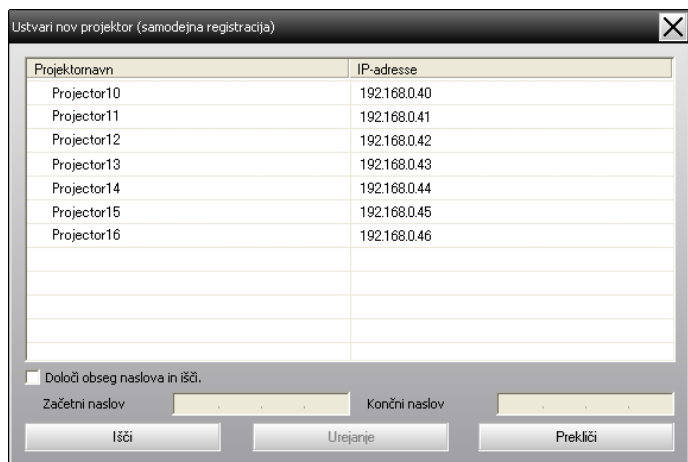 Ustvari nov projektor (samodejna registracija)
Projektornavn IP-adresse
Projector10 192.168.0.40
Projector11 192.168.0.41
Projector12 192.168.0.42
Projector13 192.168.0.43
Projector14 192.168.0.44
Projector15 192.168.0.45
Projector16 192.168.0.46
Določi obseg naslova in išči.
Začetni naslov . . . Končni naslov . . .
Išči Urejanje Prekliči